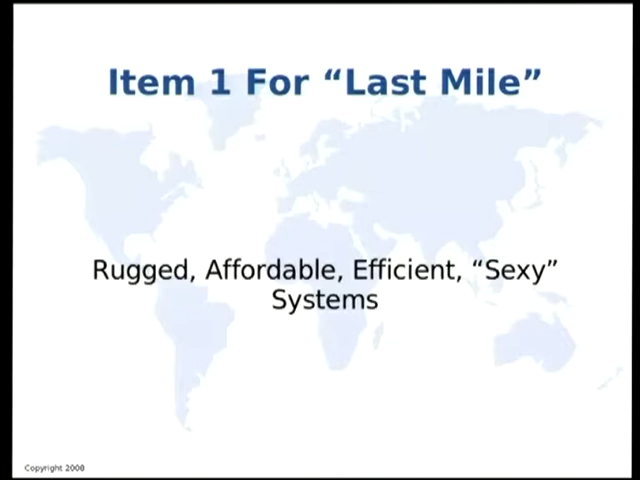 Item 1 For “Last Mile”
Rugged, Affordable, Efficient, “Sexy”
Systems
Copyright 2008